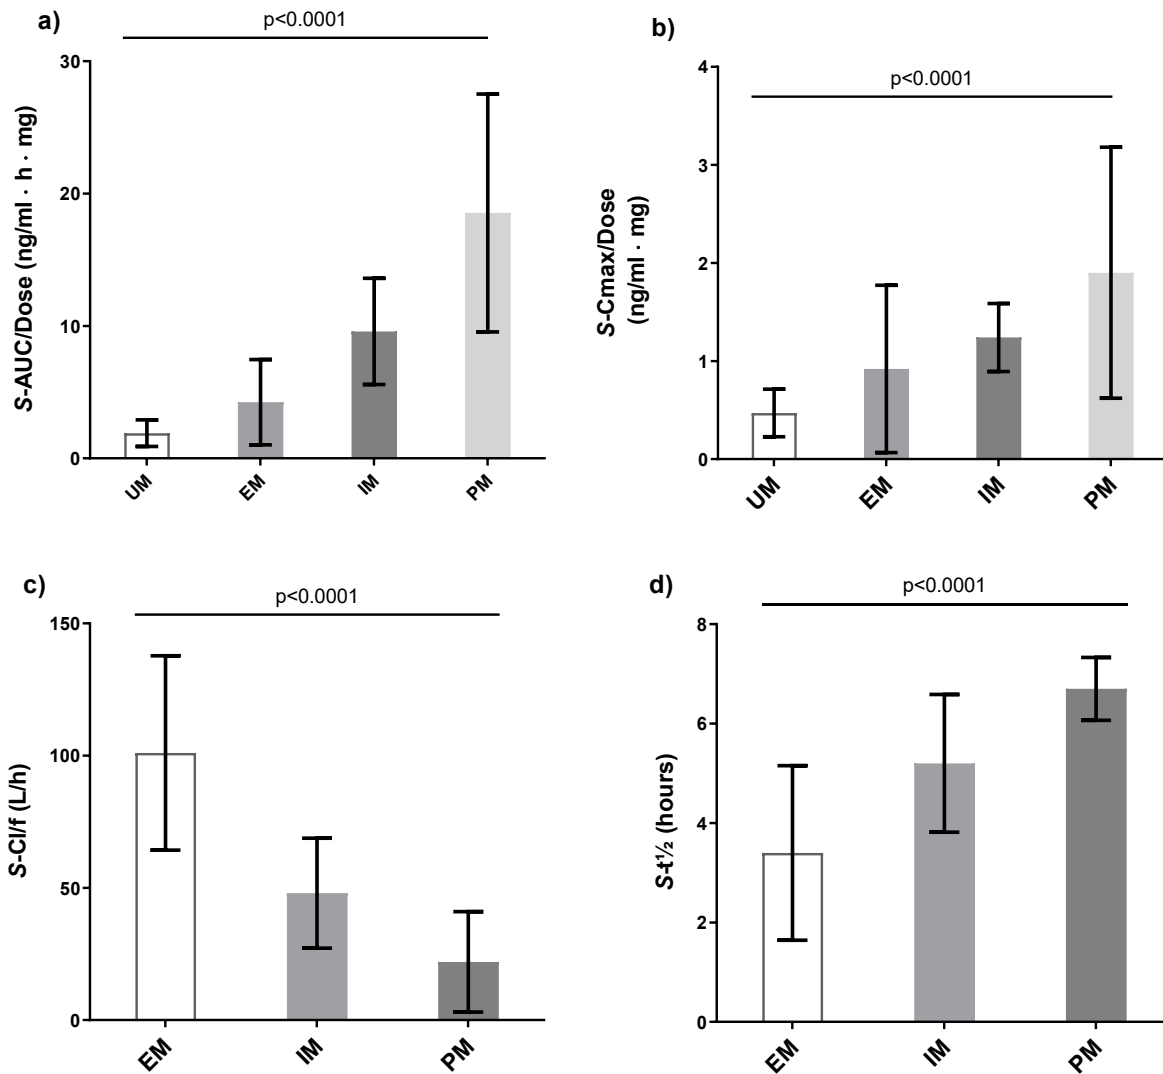 a)
p<0.0001
S-AUC/Dose (ng/ml · h · mg)
30
20
10
0
UM
EM
IM
PM
b)
p<0.0001
S-Cmax/Dose
(ng/ml · mg)
4
3
2
1
0
UM
EM
IM
PM
c)
p<0.0001
S-Cl/f (L/h)
150
100
50
0
EM
IM
PM
d)
p<0.0001
S-t½ (hours)
8
6
4
2
0
EM
IM
PM